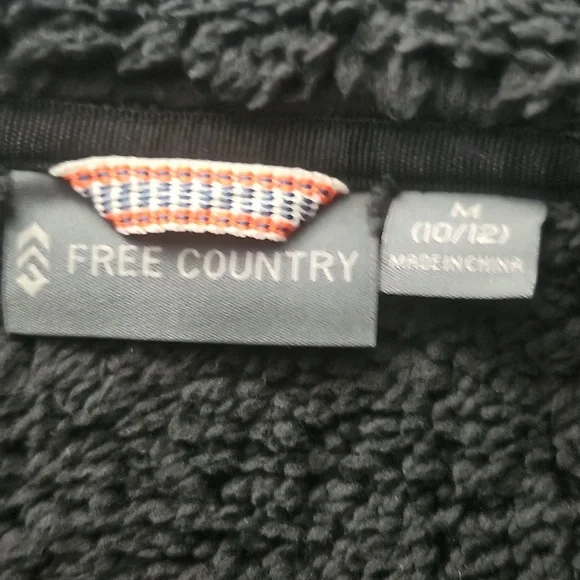 FREE COUNTRY
M
(10/12)
MADE IN CHINA